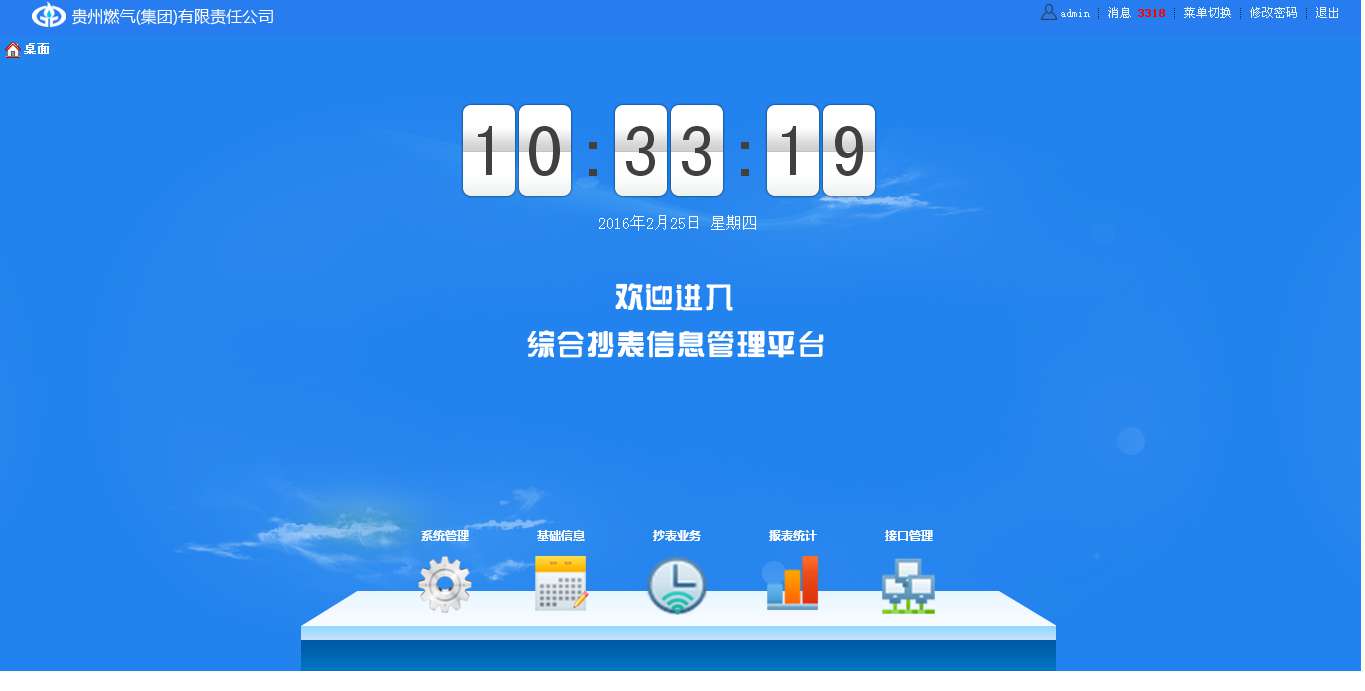 贵州燃气(集团)有限责任公司
admin 消息 3318 菜单切换 修改密码 退出
桌面
10:33:19
2016年2月25日 星期四
欢迎进入
综合抄表信息管理平台
系统管理 基础信息 抄表业务 报表统计 接口管理